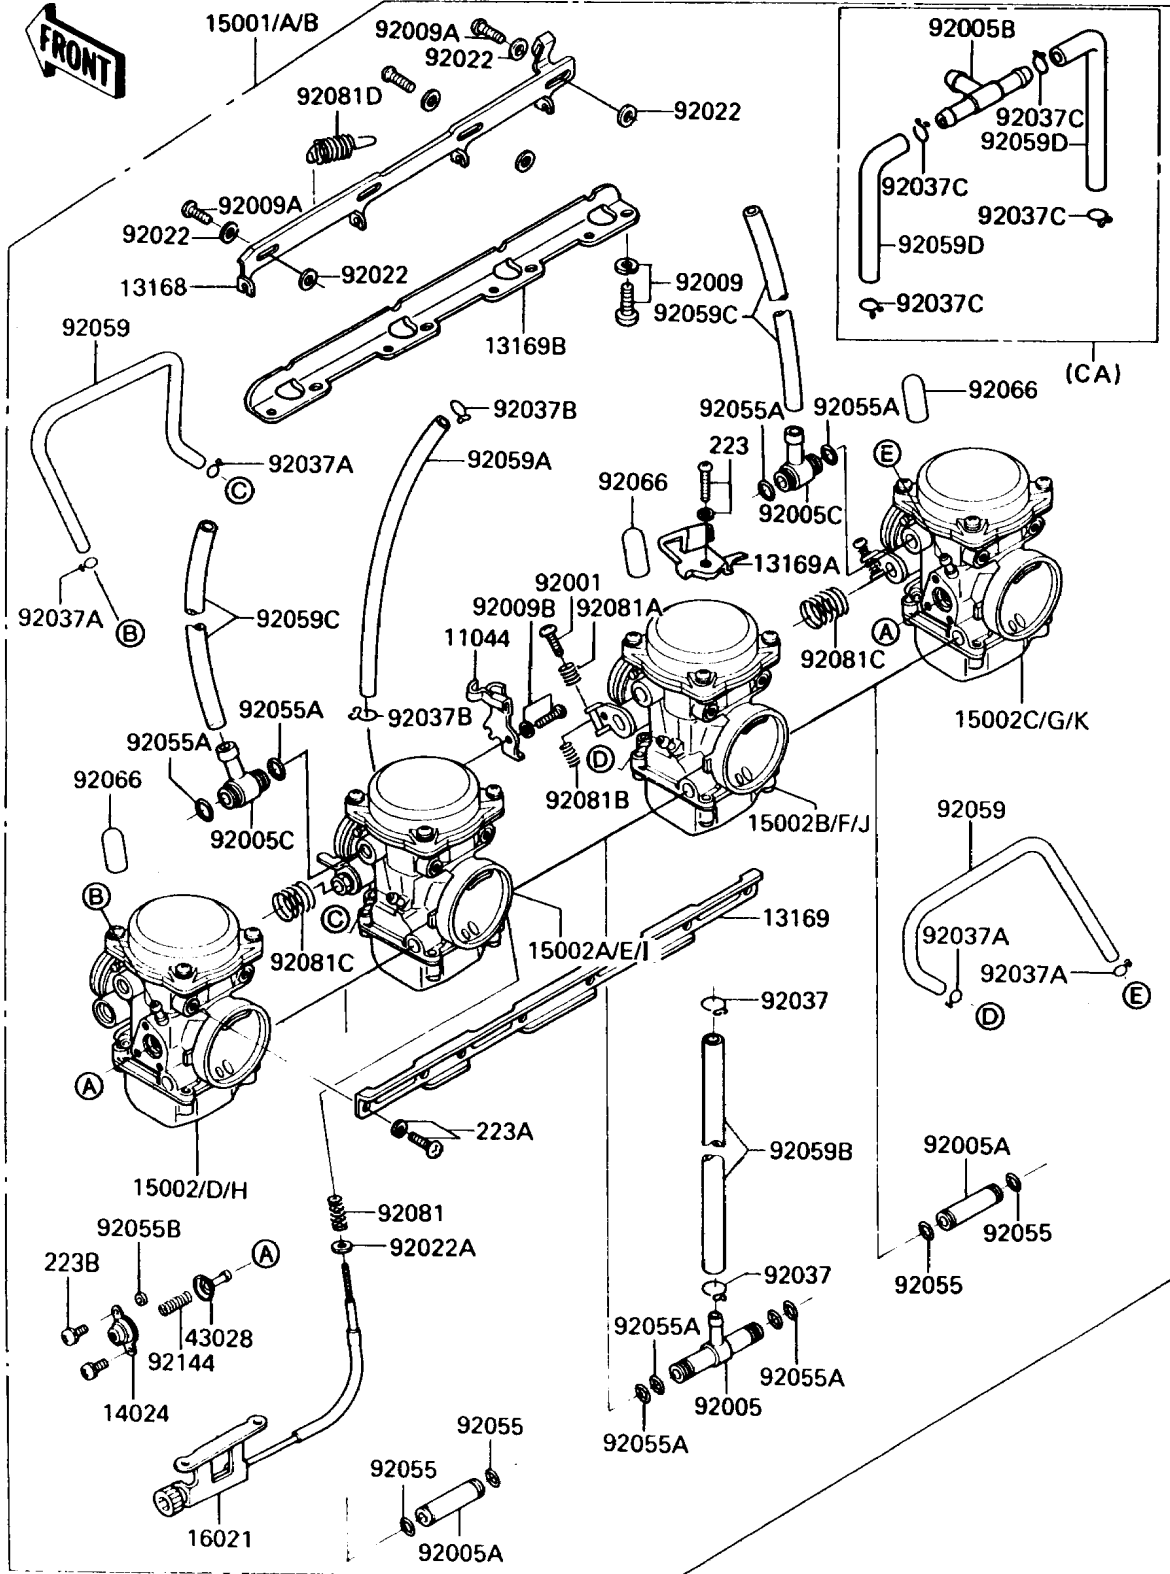 FRONT
15001/A/B
92009A
92022
92081D
92022
92005B
92037C
92059D
92037C
92037C
92059D
92037C
(CA)
92009A
92022
92022
13168
92009
92059C
13169B
92059
92037B
92059A
92037A
C
92055A
92055A
92066
223
E
92066
92005C
13169A
92037A
B
92059C
92001
92009B
92081A
11044
92081C
A
92055A
92037B
92055A
D
92081B
15002C/G/K
92066
92005C
15002B/F/J
92059
B
C
13169
92081C
15002A/E/I
92037A
92037A
D
E
92037
A
223A
92059B
92005A
15002/D/H
92081
92055B
A
92022A
92055
223B
92055
92037
43028
92144
92055A
92055A
14024
92005
92055
92055A
92055
16021
92005A